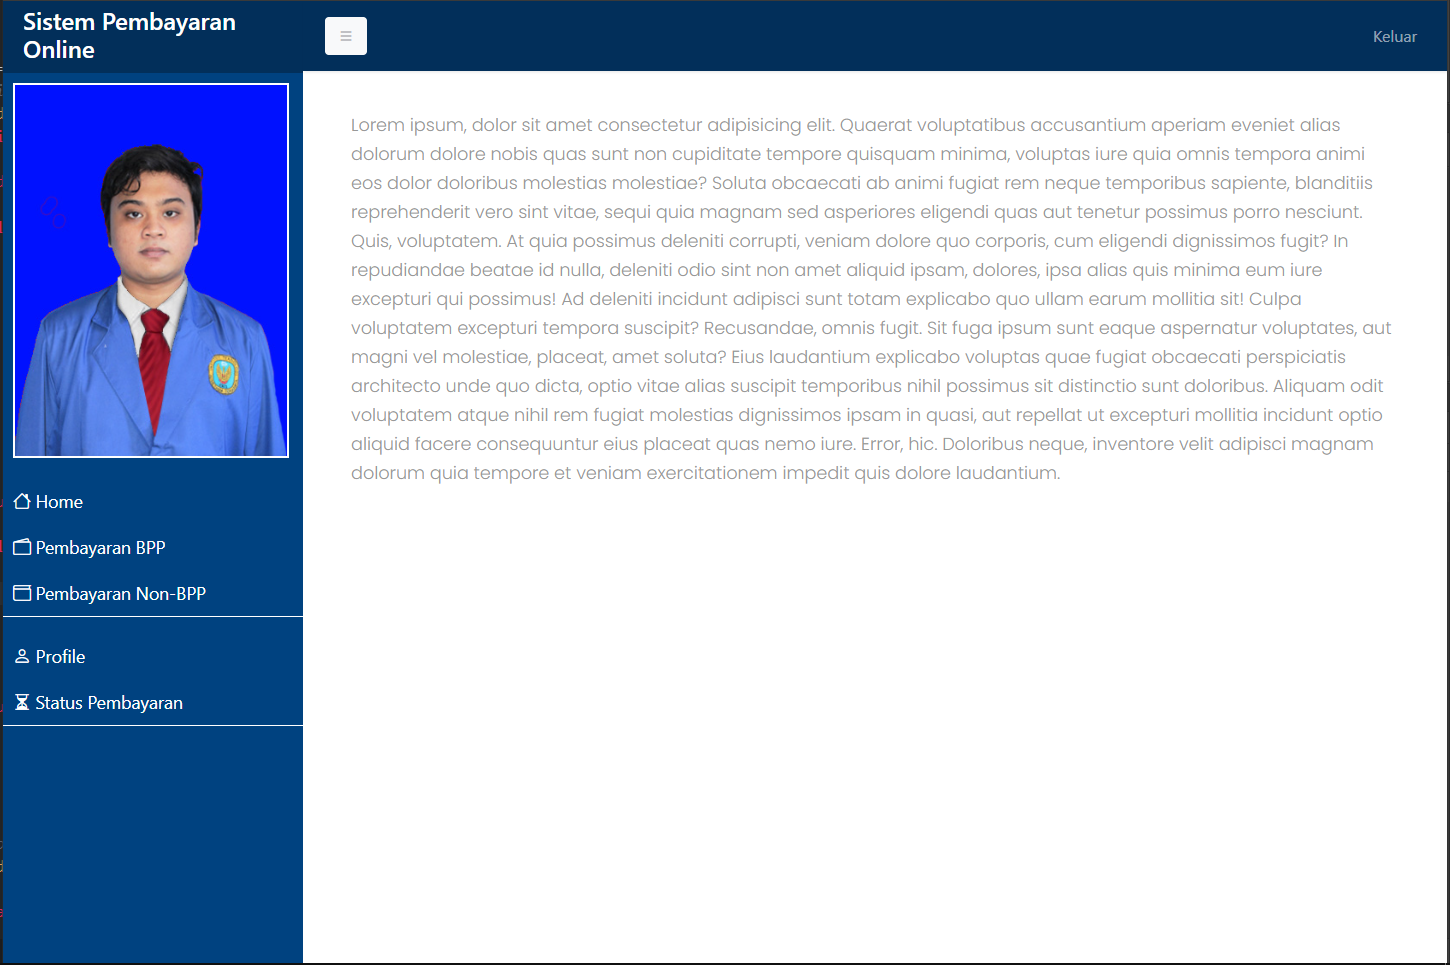 Sistem Pembayaran
Online
Keluar
Home
Pembayaran BPP
Pembayaran Non-BPP
Profile
Status Pembayaran
Lorem ipsum, dolor sit amet consectetur adipisicing elit. Quaerat voluptatibus accusantium aperiam eveniet alias
dolorum dolore nobis quas sunt non cupiditate tempore quisquam minima, voluptas iure quia omnis tempora animi
eos dolor doloribus molestias molestiae? Soluta obcaecati ab animi fugiat rem neque temporibus sapiente, blanditiis
reprehenderit vero sint vitae, sequi quia magnam sed asperiores eligendi quas aut tenetur possimus porro nesciunt.
Quis, voluptatem. At quia possimus deleniti corrupti, veniam dolore quo corporis, cum eligendi dignissimos fugit? In
repudiandae beatae id nulla, deleniti odio sint non amet aliquid ipsam, dolores, ipsa alias quis minima eum iure
excepturi qui possimus! Ad deleniti incidunt adipisci sunt totam explicabo quo ullam earum mollitia sit! Culpa
voluptatem excepturi tempora suscipit? Recusandae, omnis fugit. Sit fuga ipsum sunt eaque aspernatur voluptates, aut
magni vel molestiae, placeat, amet soluta? Eius laudantium explicabo voluptas quae fugiat obcaecati perspiciatis
architecto unde quo dicta, optio vitae alias suscipit temporibus nihil possimus sit distinctio sunt doloribus. Aliquam odit
voluptatem atque nihil rem fugiat molestias dignissimos ipsam in quasi, aut repellat ut excepturi mollitia incidunt optio
aliquid facere consequuntur eius placeat quas nemo iure. Error, hic. Doloribus neque, inventore velit adipisci magnam
dolorum quia tempore et veniam exercitationem impedit quis dolore laudantium.